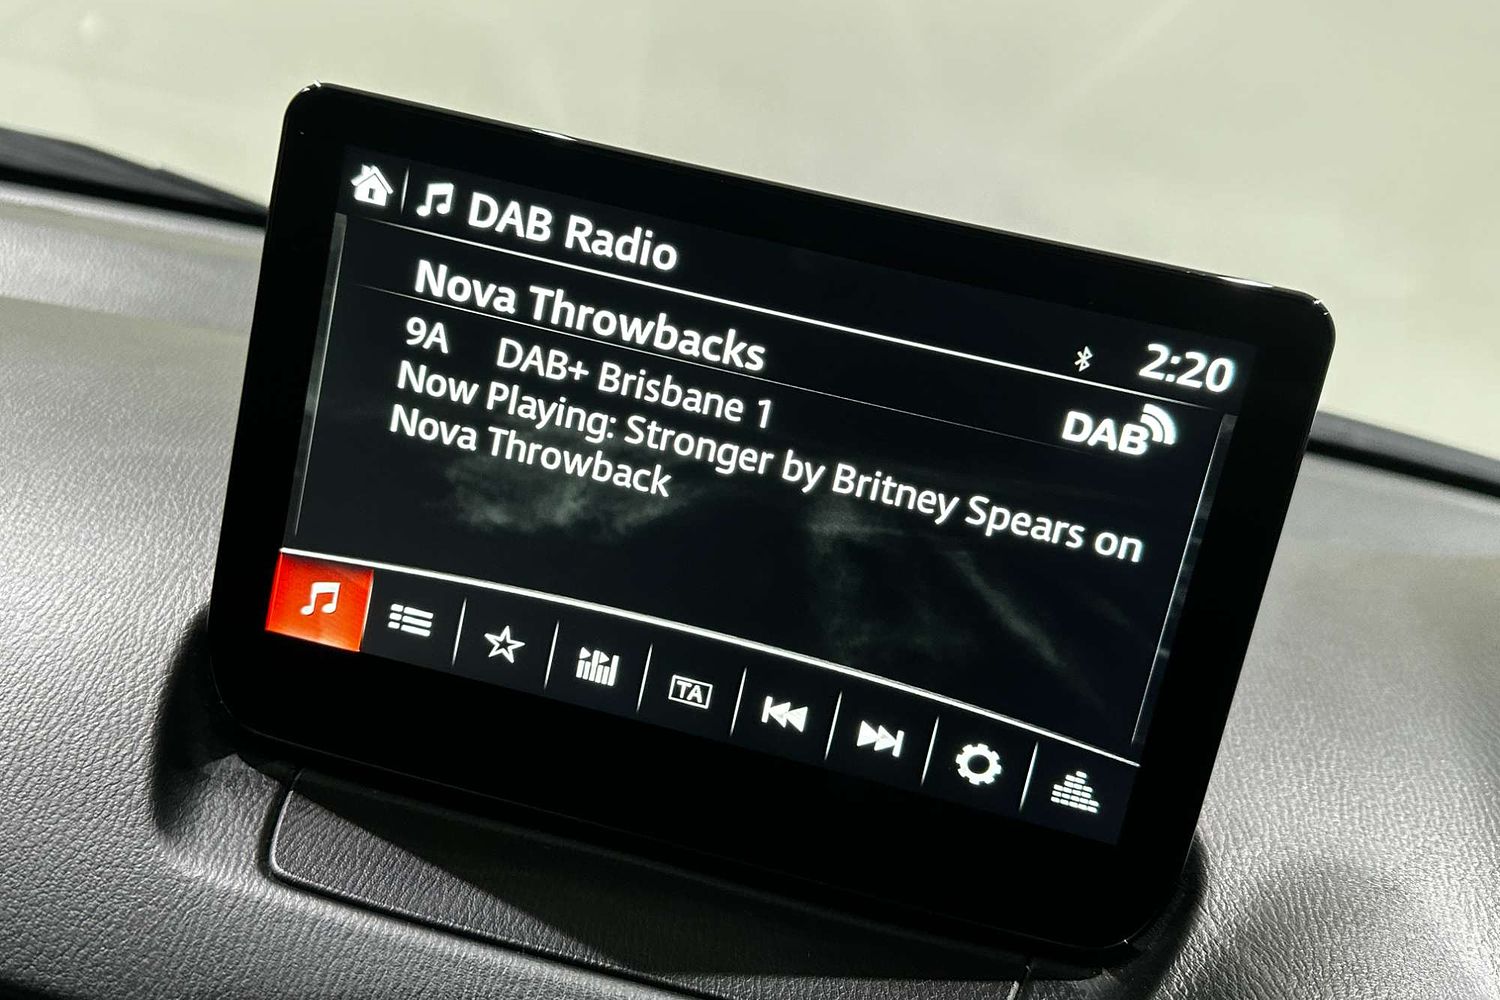 DAB Radio
2:20
Nova Throwbacks
DAB
9A DAB+ Brisbane 1
Now Playing: Stronger by Britney Spears on
Nova Throwback
TA